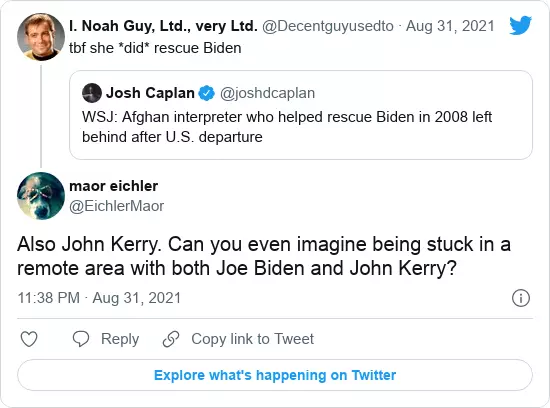 I. Noah Guy, Ltd., very Ltd. @Decentguyusedto · Aug 31, 2021
tbf she *did* rescue Biden
Josh Caplan @joshdcaplan
WSJ: Afghan interpreter who helped rescue Biden in 2008 left
behind after U.S. departure
maor eichler
@EichlerMaor
Also John Kerry. Can you even imagine being stuck in a
remote area with both Joe Biden and John Kerry?
11:38 PM · Aug 31, 2021
Reply Copy link to Tweet
Explore what's happening on Twitter